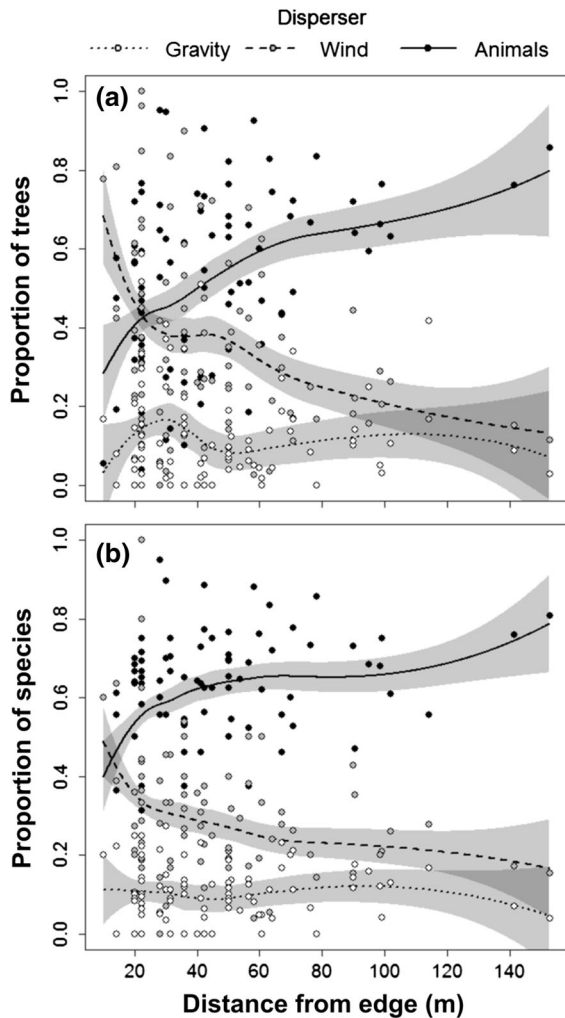 Disperser
Gravity Wind Animals
(a)
Proportion of trees
1.0
0.8
0.6
0.4
0.2
0.0
(b)
Proportion of species
1.0
0.8
0.6
0.4
0.2
0.0
20 40 60 80 100 120 140
Distance from edge (m)